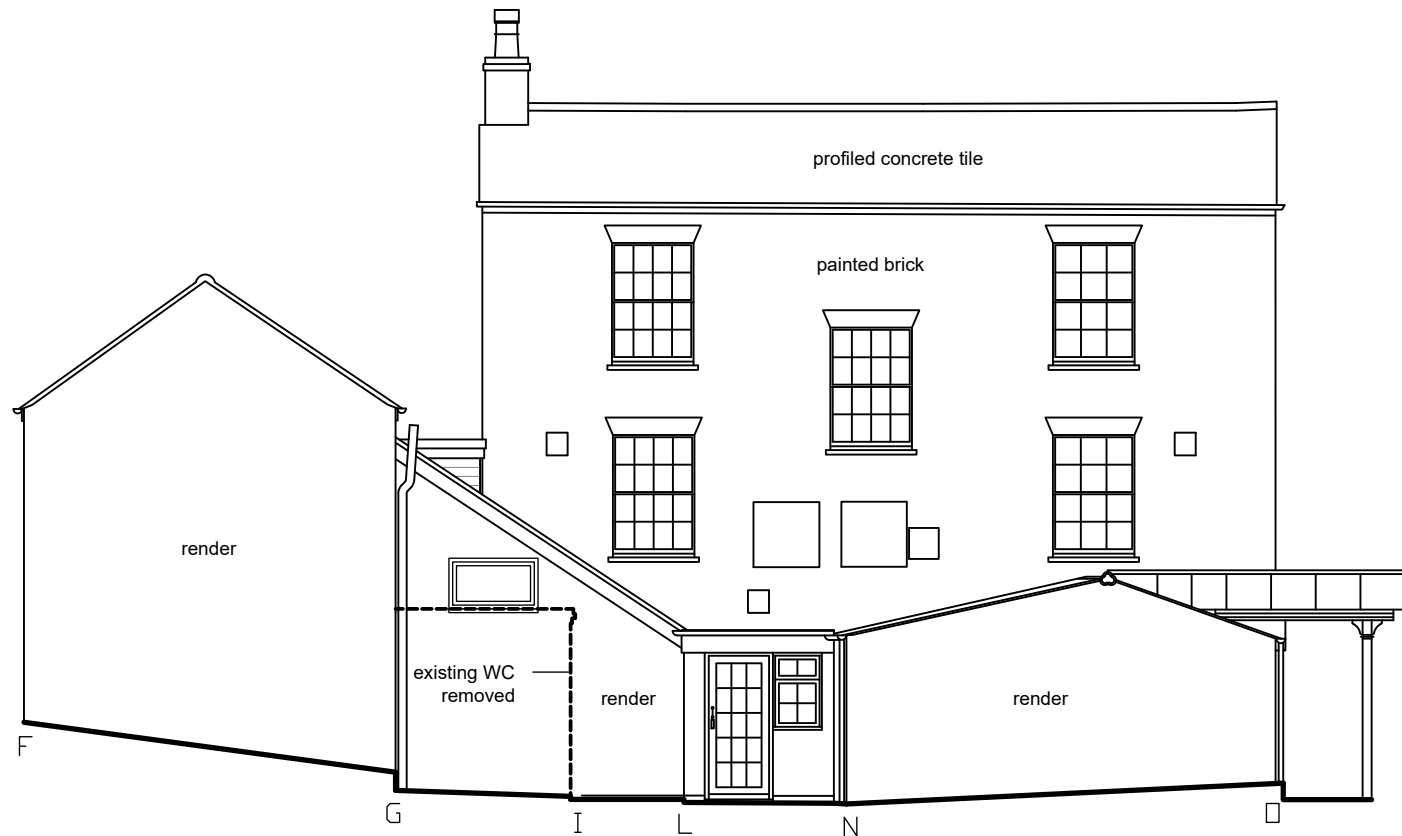 profiled concrete tile
painted brick
render
existing WC
removed
render
render
F
G
I
L
N
O